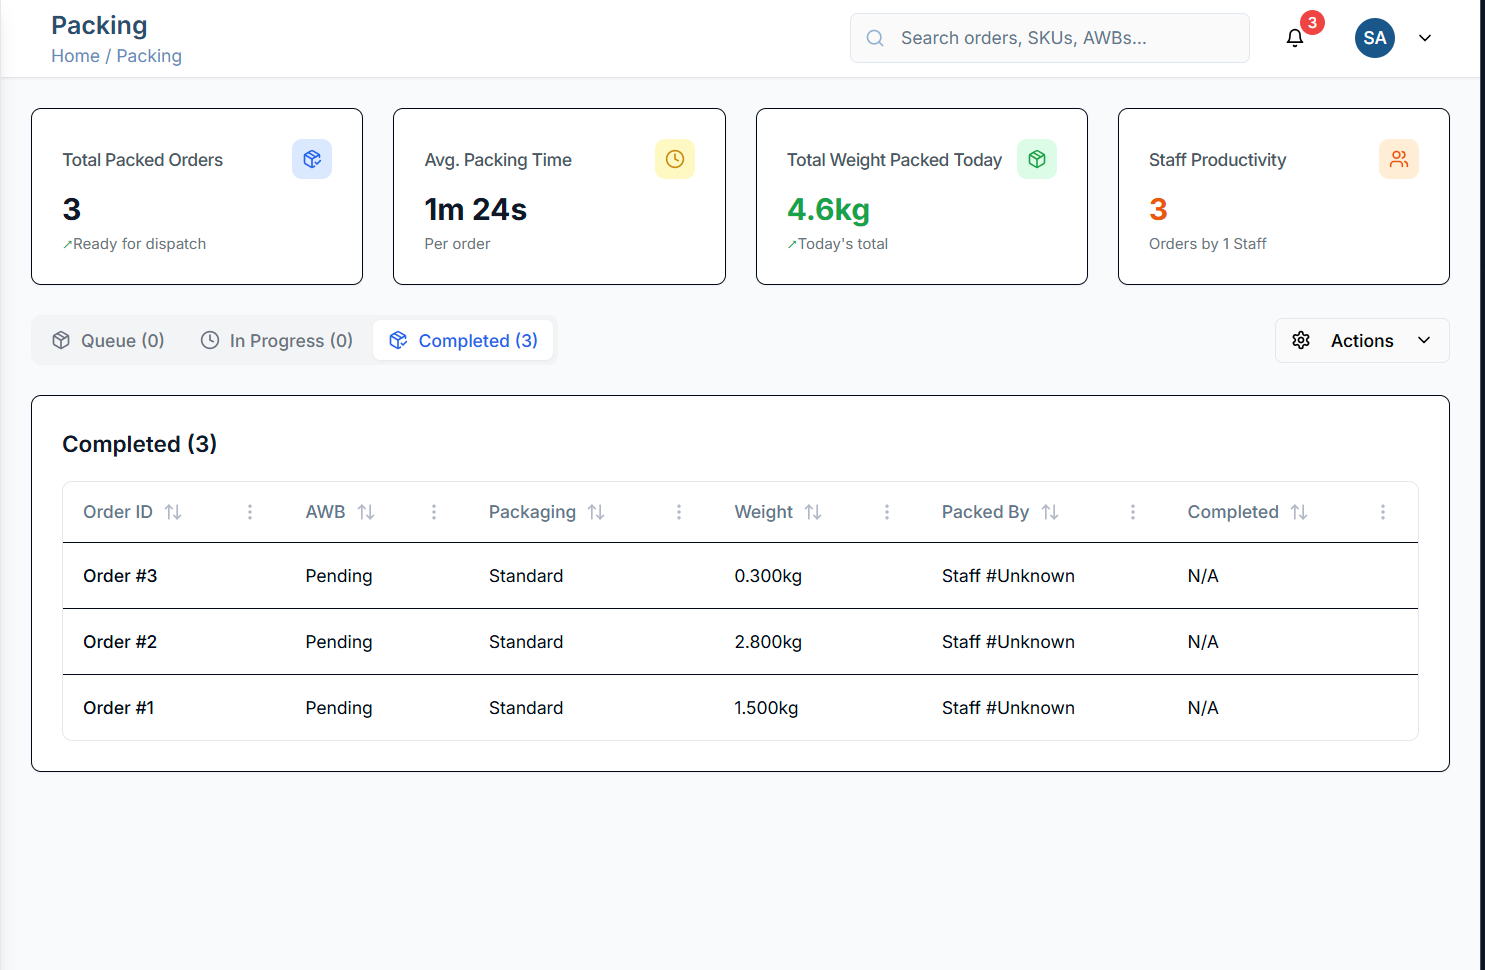 Packing
Home / Packing
Search orders, SKUs, AWBs...
3
SA
Total Packed Orders
3
↗Ready for dispatch
Avg. Packing Time
1m 24s
Per order
Total Weight Packed Today
4.6kg
↗Today's total
Staff Productivity
3
Orders by 1 Staff
Queue (0) In Progress (0) Completed (3)
Actions
Completed (3)
Order ID AWB Packaging Weight Packed By Completed
Order #3 Pending Standard 0.300kg Staff #Unknown N/A
Order #2 Pending Standard 2.800kg Staff #Unknown N/A
Order #1 Pending Standard 1.500kg Staff #Unknown N/A